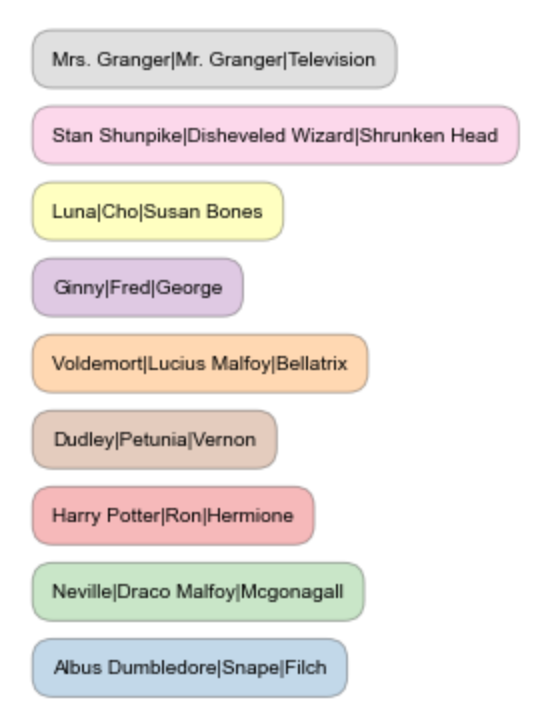 Mrs. Granger|Mr. Granger|Television
Stan Shunpike|Disheveled Wizard|Shrunken Head
Luna|Cho|Susan Bones
Ginny|Fred|George
Voldemort|Lucius Malfoy|Bellatrix
Dudley|Petunia|Vernon
Harry Potter|Ron|Hermione
Neville|Draco Malfoy|Mcgonagall
Albus Dumbledore|Snape|Filch